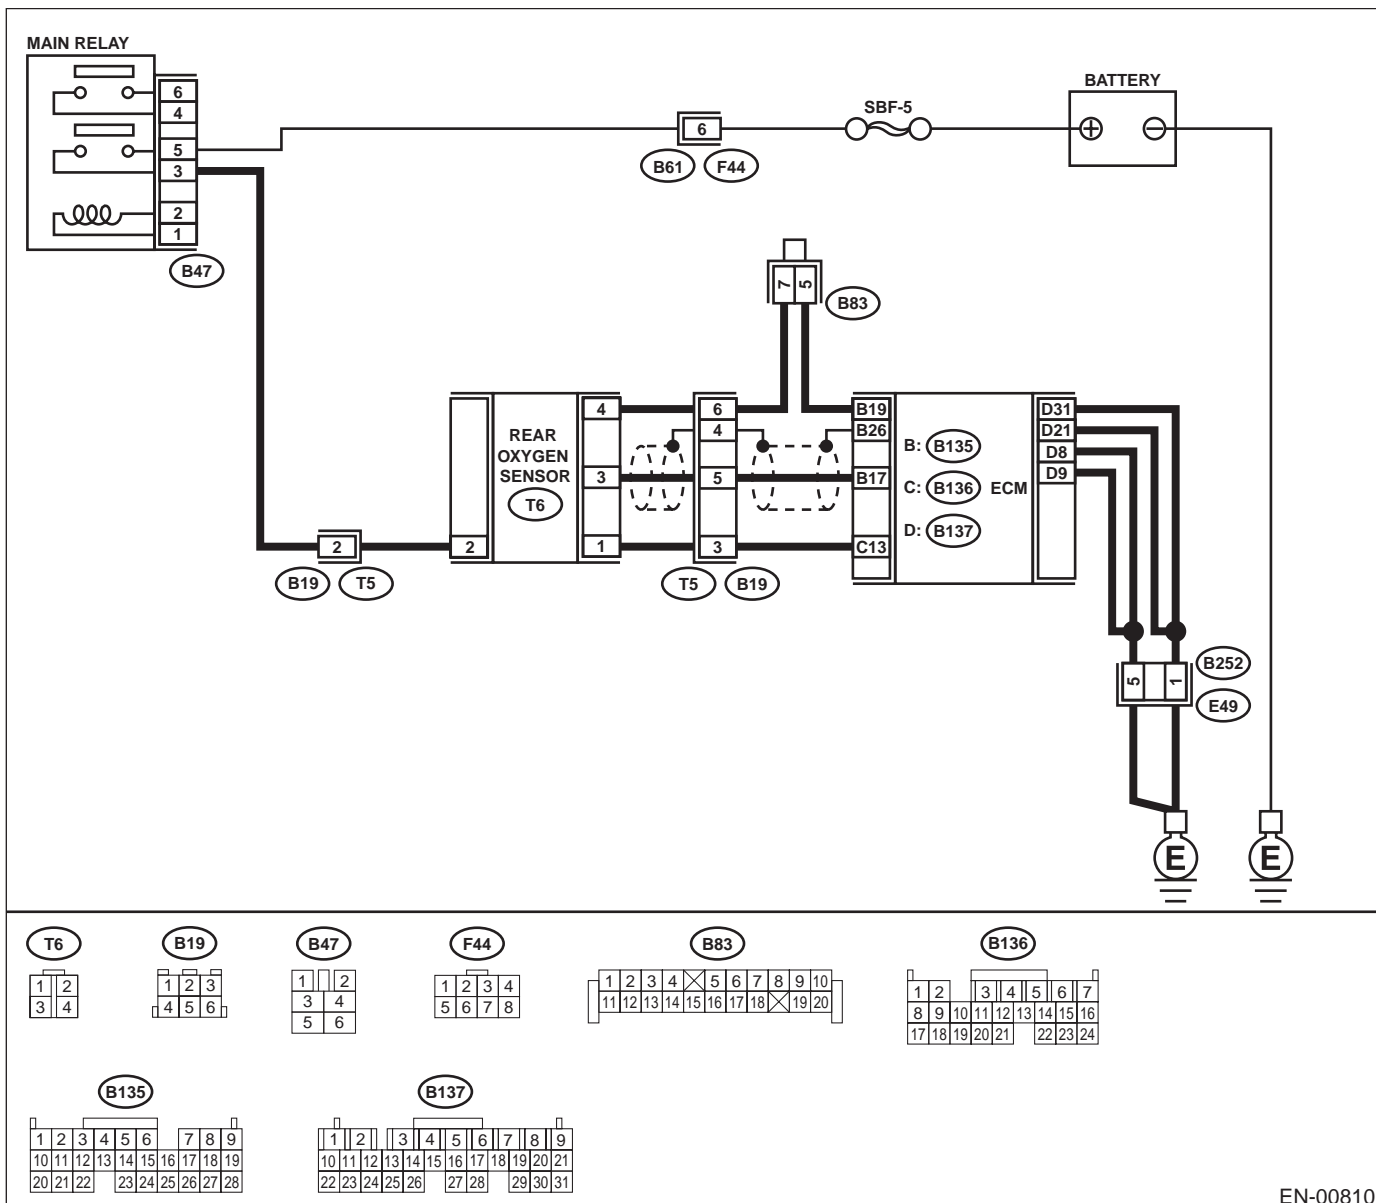 MAIN RELAY
6
4
5
3
2
1
B47
6
B61 F44
SBF-5
BATTERY
7 5
B83
REAR
OXYGEN
SENSOR
T6
2
4
3
1
6
4
5
3
2
B19 T5
T5 B19
B19
B26
B17
C13
B: B135
C: B136 ECM
D: B137
D31
D21
D8
D9
5 1
B252
E49
E E
T6
1 2
3 4
B19
1 2 3
4 5 6
B47
1 2
3 4
5 6
F44
1 2 3 4
5 6 7 8
B83
1 2 3 4 5 6 7 8 9 10
11 12 13 14 15 16 17 18 19 20
B136
1 2 3 4 5 6 7
8 9 10 11 12 13 14 15 16
17 18 19 20 21 22 23 24
B135
1 2 3 4 5 6 7 8 9
10 11 12 13 14 15 16 17 18 19
20 21 22 23 24 25 26 27 28
B137
1 2 3 4 5 6 7 8 9
10 11 12 13 14 15 16 17 18 19 20 21
22 23 24 25 26 27 28 29 30 31
EN-00810